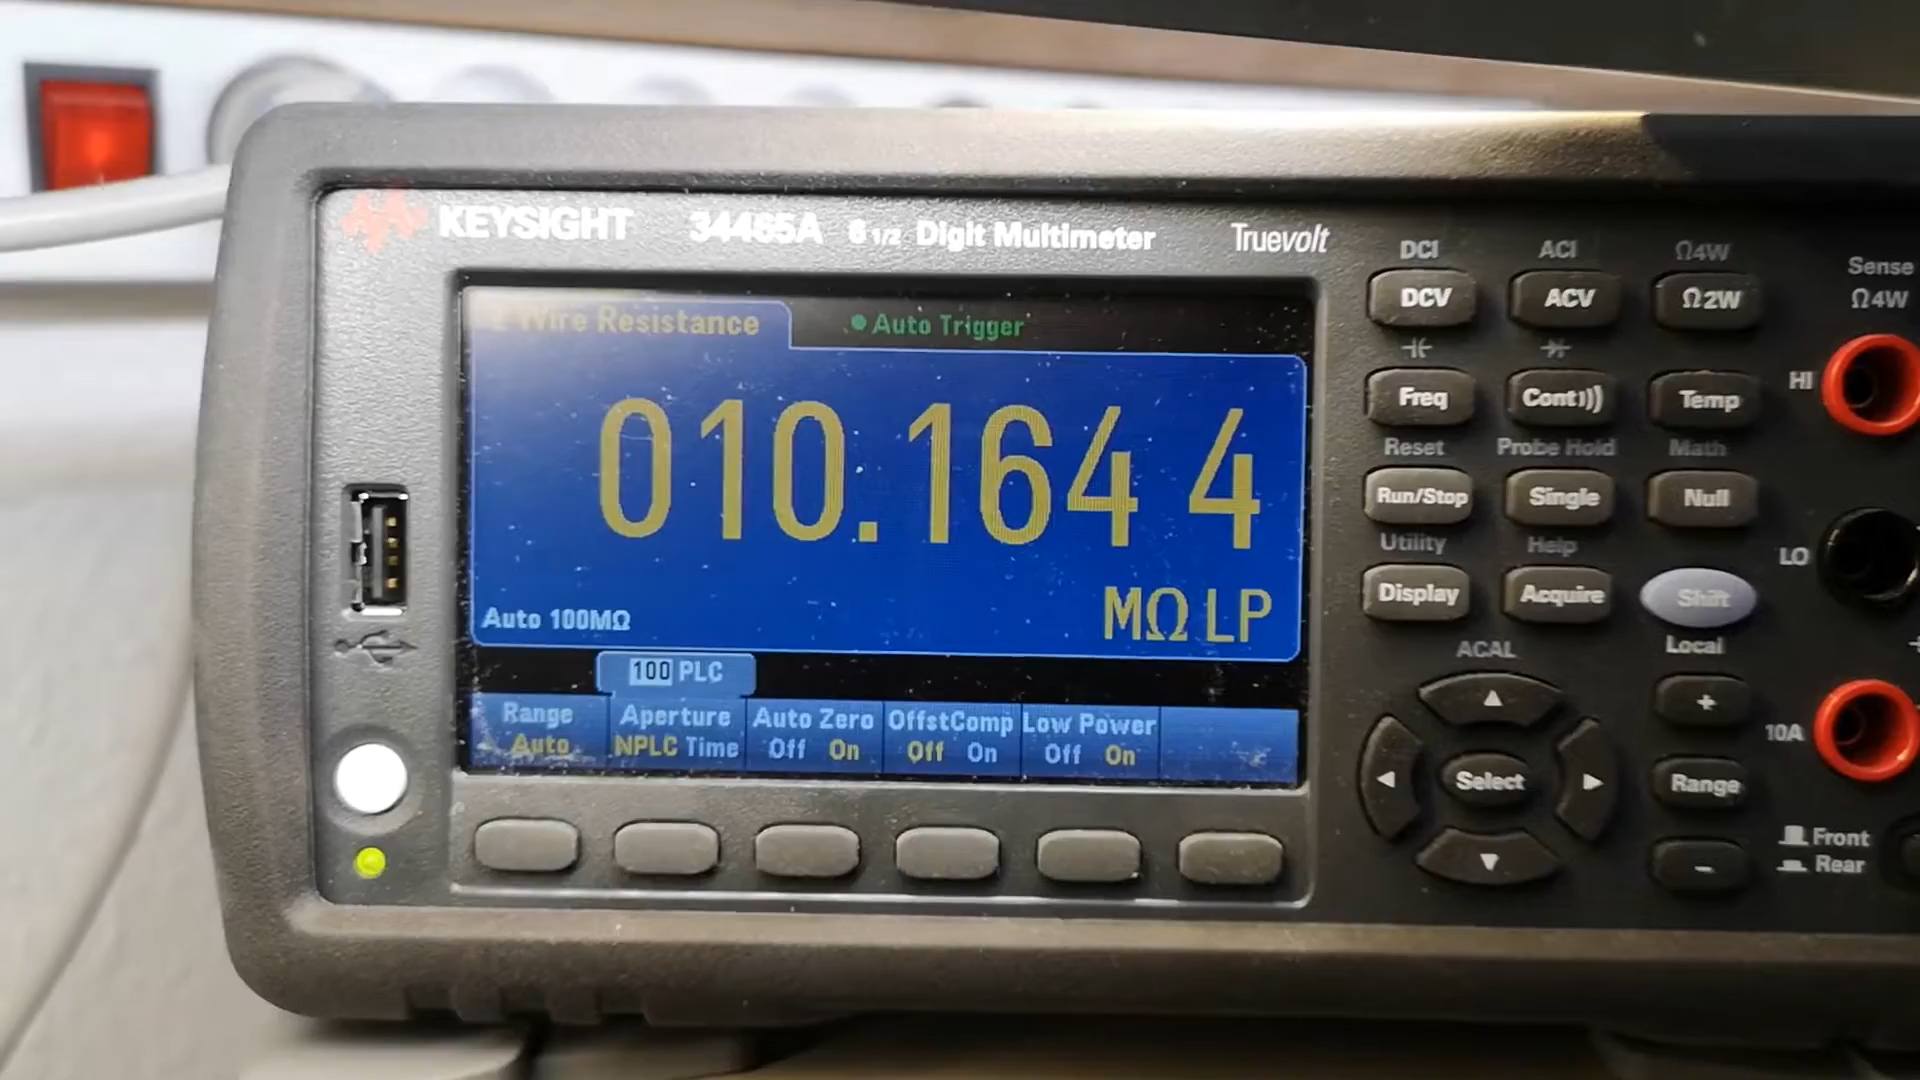 KEYSIGHT 34465A 6 1/2 Digit Multimeter Truevolt
2 Wire Resistance Auto Trigger
010.164 4
MΩ LP
Auto 100MΩ
100 PLC
Range Aperture Auto Zero OffstComp Low Power
Auto NPLC Time Off On Off On Off On
DCI ACI Ω4W
DCV ACV Ω2W
Freq Cont Temp
Reset Probe Hold Math
Run/Stop Single Null
Utility Help
Display Acquire Shift
ACAL Local
+
Select Range
-
Sense
Ω4W
HI
LO
10A
Front
Rear